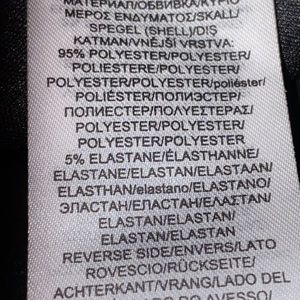 МАТЕРИАЛ/ОБВИВКА/KYPIO
ΜΕΡΟΣ ΕΝΔΥΜΑΤΟΣ/SKALL/
SPEGEL (SHELL)/DIŞ
KATMAN/VNĚJŠÍ VRSTVA:
95% POLYESTER/POLYESTER/
POLIESTERE/POLYESTER/
POLYESTER/POLYESTER/poliéster/
POLIÉSTER/ПОЛИЭСТЕР/
ПОЛИЕСТЕР/ΠΟΛΥΕΣΤΕΡΑΣ/
POLYESTER/POLYESTER/
POLYESTER/POLYESTER
5% ELASTANE/ÉLASTHANNE/
ELASTANE/ELASTAN/ELASTAAN/
ELASTHAN/elastano/ELASTANO/
ЭЛАСТАН/ЕЛАСТАН/ΕΛΑΣΤΑΝ/
ELASTAN/ELASTAN/
ELASTAN/ELASTAN
REVERSE SIDE/ENVERS/LATO
ROVESCIO/RÜCKSEITE/
ACHTERKANT/VRANG/LADO DEL